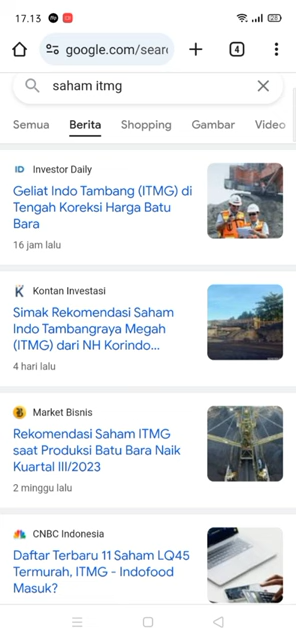 17.13
28
google.com/searc
4
saham itmg
Semua Berita Shopping Gambar Video
ID Investor Daily
Geliat Indo Tambang (ITMG) di
Tengah Koreksi Harga Batu
Bara
16 jam lalu
K Kontan Investasi
Simak Rekomendasi Saham
Indo Tambangraya Megah
(ITMG) dari NH Korindo...
4 hari lalu
Market Bisnis
Rekomendasi Saham ITMG
saat Produksi Batu Bara Naik
Kuartal III/2023
2 minggu lalu
CNBC Indonesia
Daftar Terbaru 11 Saham LQ45
Termurah, ITMG - Indofood
Masuk?